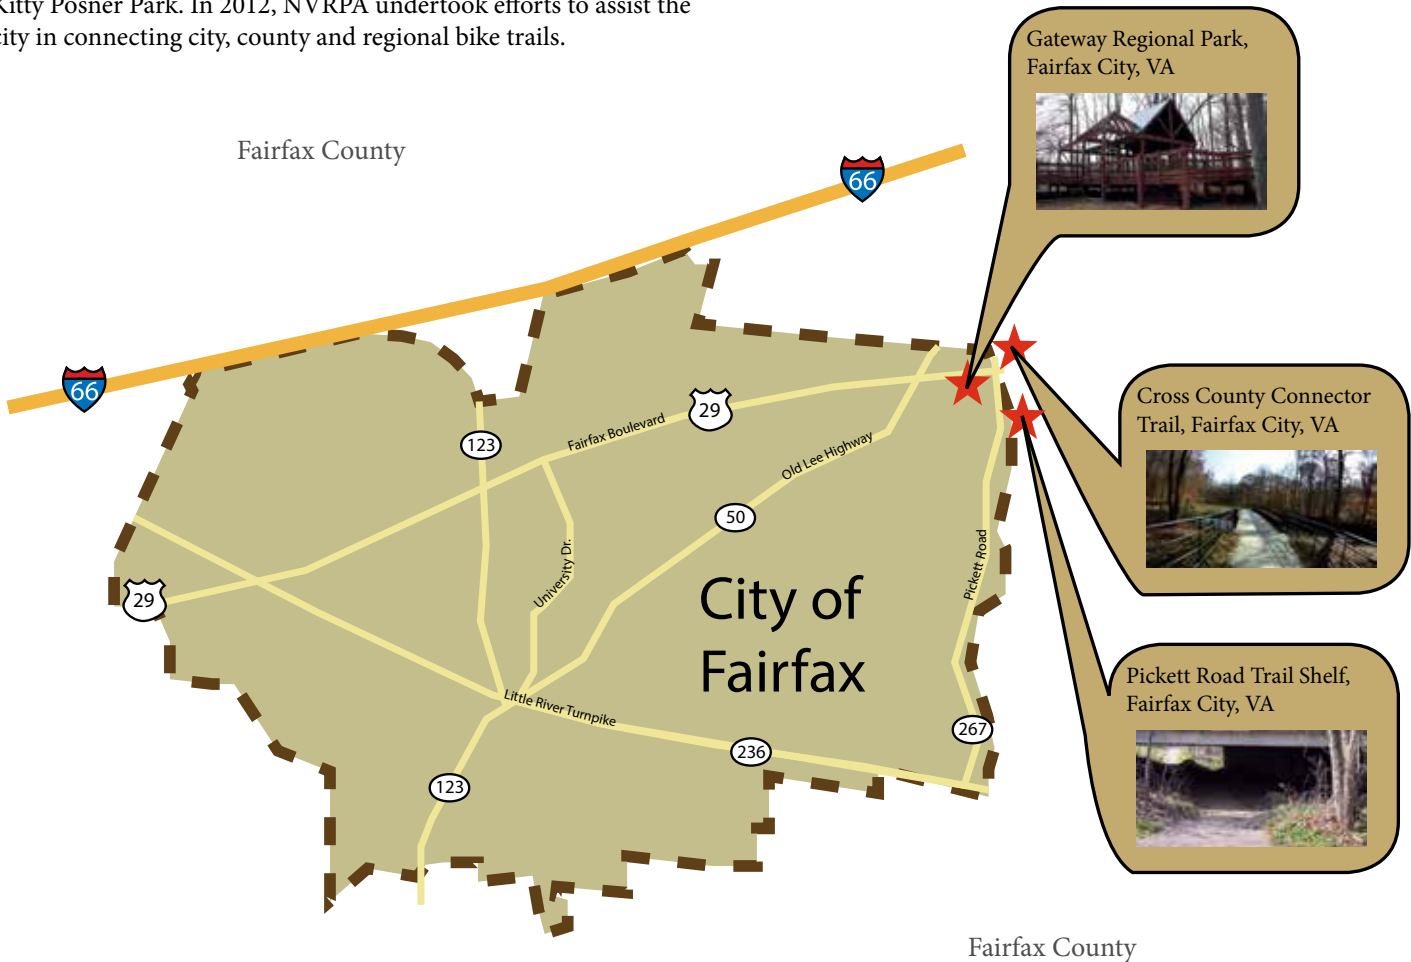 Kitty Posner Park. In 2012, NVRPA undertook efforts to assist the
city in connecting city, county and regional bike trails.
Gateway Regional Park,
Fairfax City, VA
Fairfax County
66
66
Cross County Connector
Trail, Fairfax City, VA
29
123
Fairfax Boulevard
Old Lee Highway
50
University Dr.
Pickett Road
29
City of
Fairfax
Pickett Road Trail Shelf,
Fairfax City, VA
Little River Turnpike
267
236
123
Fairfax County